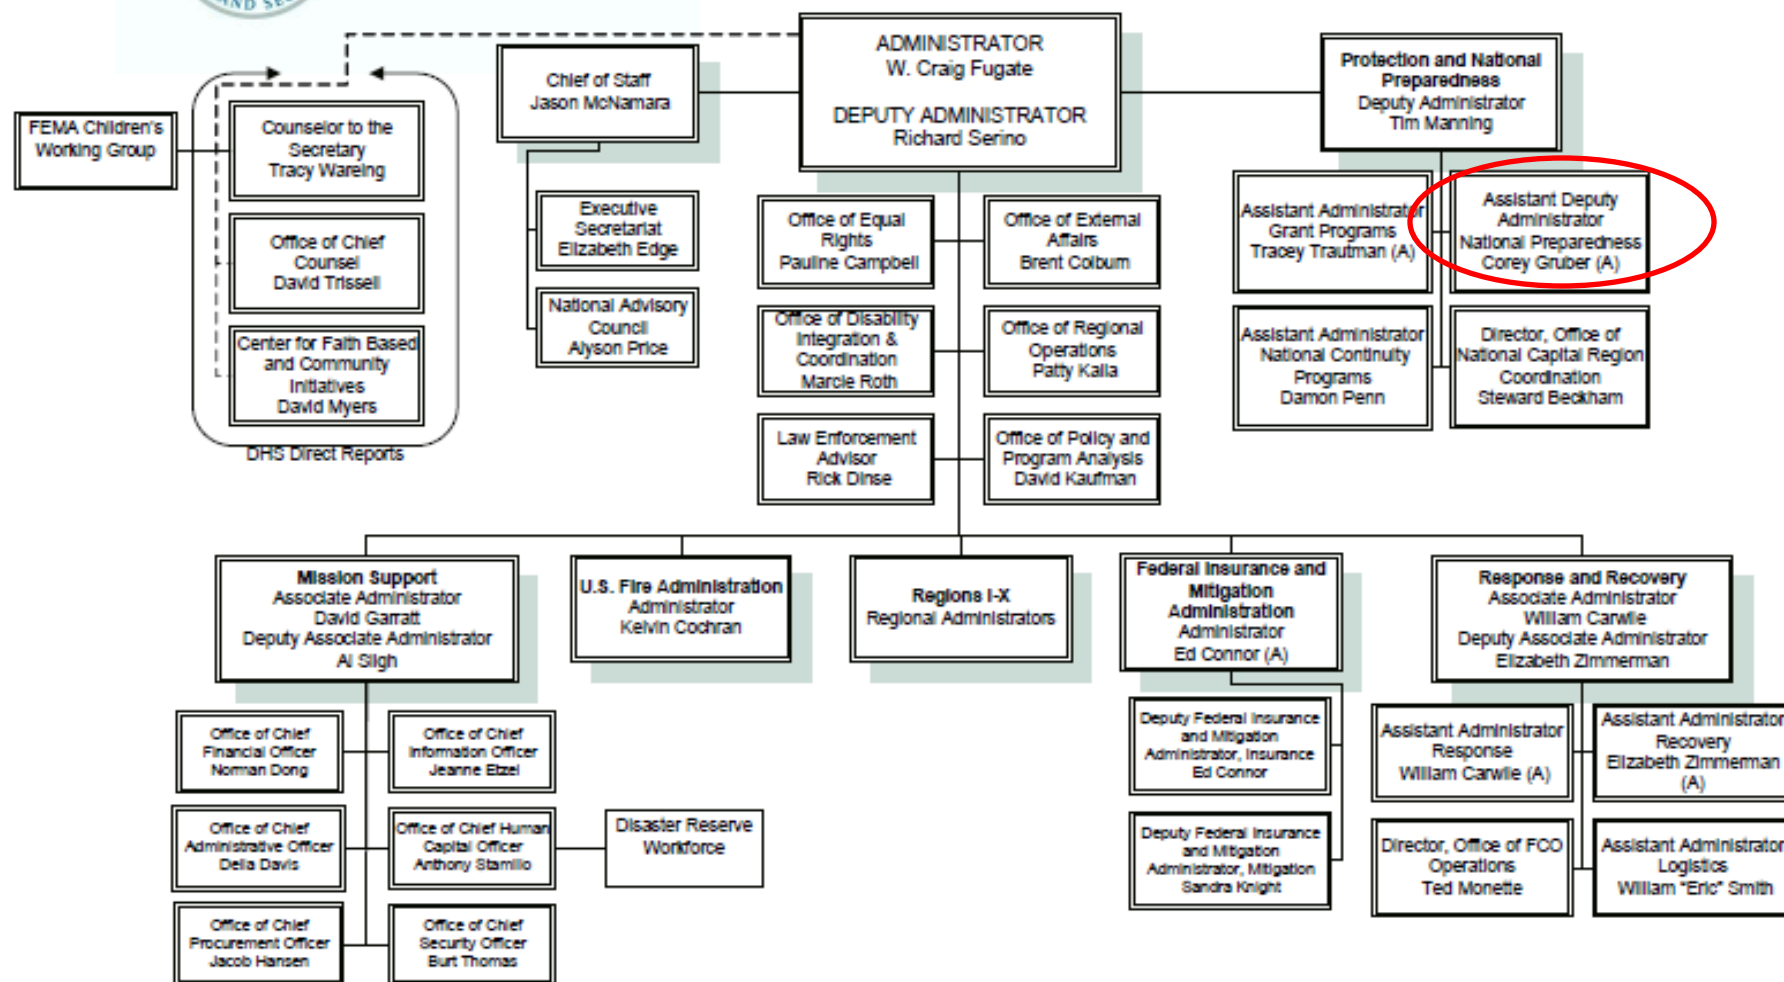 AND SE
ADMINISTRATOR
W. Craig Fugate
DEPUTY ADMINISTRATOR
Richard Serino
Chief of Staff
Jason McNamara
Protection and National
Preparedness
Deputy Administrator
Tim Manning
FEMA Children's
Working Group
Counselor to the
Secretary
Tracy Wareing
Office of Chief
Counsel
David Trissell
Center for Faith Based
and Community
Initiatives
David Myers
DHS Direct Reports
Executive
Secretariat
Elizabeth Edge
National Advisory
Council
Alyson Price
Office of Equal
Rights
Pauline Campbell
Office of External
Affairs
Brent Colburn
Office of Disability
Integration &
Coordination
Marcie Roth
Office of Regional
Operations
Patty Kalla
Law Enforcement
Advisor
Rick Dinse
Office of Policy and
Program Analysis
David Kaufman
Assistant Administrator
Grant Programs
Tracey Trautman (A)
Assistant Deputy
Administrator
National Preparedness
Corey Gruber (A)
Assistant Administrator
National Continuity
Programs
Damon Penn
Director, Office of
National Capital Region
Coordination
Steward Beckham
Mission Support
Associate Administrator
David Garratt
Deputy Associate Administrator
Al Sligh
U.S. Fire Administration
Administrator
Kelvin Cochran
Regions I-X
Regional Administrators
Federal Insurance and
Mitigation
Administration
Administrator
Ed Connor (A)
Response and Recovery
Associate Administrator
William Carwile
Deputy Associate Administrator
Elizabeth Zimmerman
Office of Chief
Financial Officer
Norman Dong
Office of Chief
Information Officer
Jeanne Etzel
Office of Chief
Administrative Officer
Delia Davis
Office of Chief Human
Capital Officer
Anthony Stamilio
Disaster Reserve
Workforce
Office of Chief
Procurement Officer
Jacob Hansen
Office of Chief
Security Officer
Burt Thomas
Deputy Federal Insurance
and Mitigation
Administrator, Insurance
Ed Connor
Deputy Federal Insurance
and Mitigation
Administrator, Mitigation
Sandra Knight
Assistant Administrator
Response
William Carwile (A)
Assistant Administrator
Recovery
Elizabeth Zimmerman
(A)
Director, Office of FCO
Operations
Ted Monette
Assistant Administrator
Logistics
William "Eric" Smith